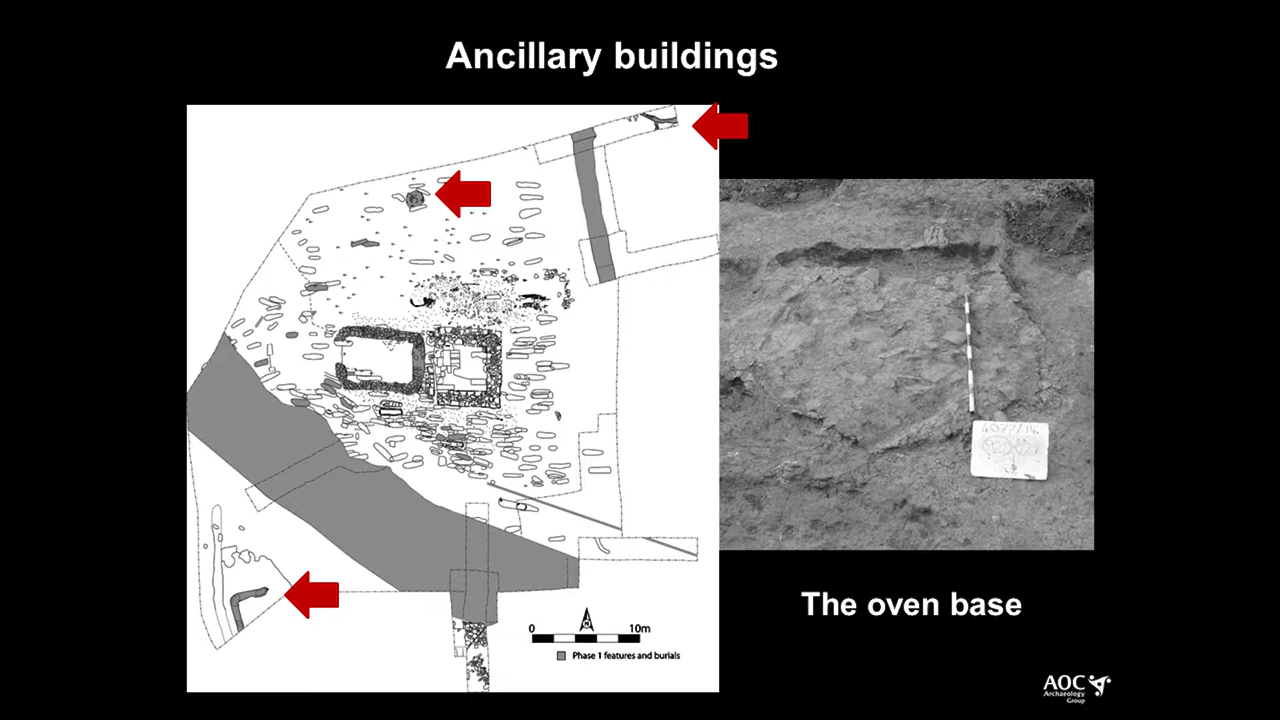 Ancillary buildings
0 10m
N
Phase 1 features and burials
The oven base
AOC
Archaeology
Group